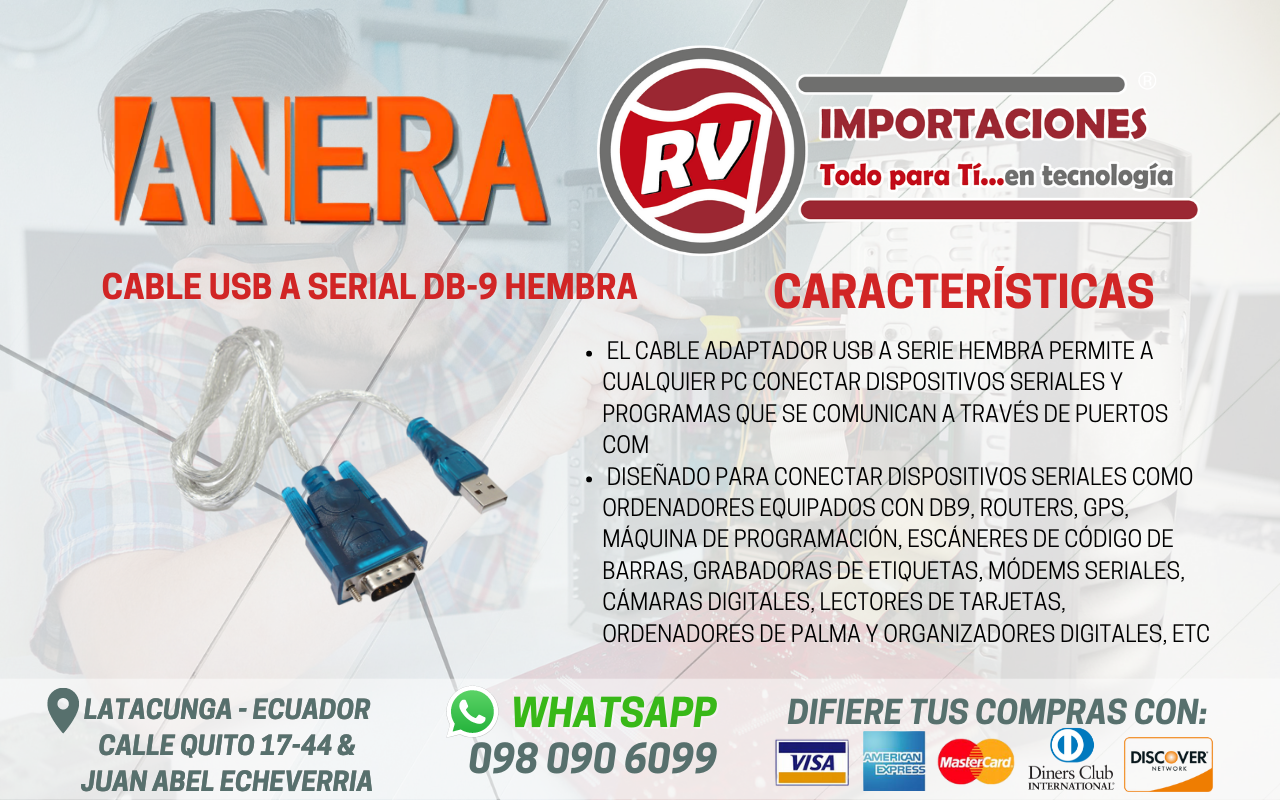 ANERA
RV
®
IMPORTACIONES
Todo para Tí...en tecnología
CABLE USB A SERIAL DB-9 HEMBRA
CARACTERÍSTICAS
• EL CABLE ADAPTADOR USB A SERIE HEMBRA PERMITE A
CUALQUIER PC CONECTAR DISPOSITIVOS SERIALES Y
PROGRAMAS QUE SE COMUNICAN A TRAVÉS DE PUERTOS
COM
• DISEÑADO PARA CONECTAR DISPOSITIVOS SERIALES COMO
ORDENADORES EQUIPADOS CON DB9, ROUTERS, GPS,
MÁQUINA DE PROGRAMACIÓN, ESCÁNERES DE CÓDIGO DE
BARRAS, GRABADORAS DE ETIQUETAS, MÓDEMS SERIALES,
CÁMARAS DIGITALES, LECTORES DE TARJETAS,
ORDENADORES DE PALMA Y ORGANIZADORES DIGITALES, ETC
LATACUNGA - ECUADOR
CALLE QUITO 17-44 &
JUAN ABEL ECHEVERRIA
WHATSAPP
098 090 6099
DIFIERE TUS COMPRAS CON:
VISA
AMERICAN
EXPRESS
MasterCard
Diners Club
INTERNATIONAL
DISCOVER
NETWORK